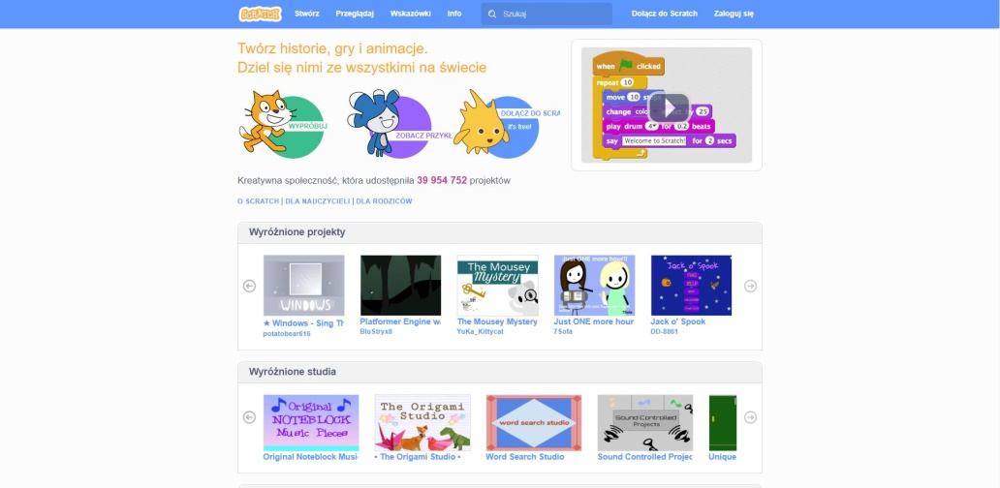 SCRATCH Stwórz Przeglądaj Wskazówki Info Szukaj Dołącz do Scratch Zaloguj się
Twórz historie, gry i animacje.
Dziel się nimi ze wszystkimi na świecie
WYPRÓBUJ
ZOBACZ PRZYKŁ
DOŁĄCZ DO SCRA
it's free!
when clicked
repeat 10
move 10 steps
change by 25
play drum 4 for 0.2 beats
say Welcome to Scratch! for 2 secs
Kreatywna społeczność, która udostępniła 39 954 752 projektów
O SCRATCH | DLA NAUCZYCIELI | DLA RODZICÓW
Wyróżnione projekty
WINDOWS
The Mousey
Mystery
Just ONE more hour!!
Jack o' Spook
★ Windows - Sing Th
Platformer Engine w.
The Mousey Mystery
Just ONE more hour
Jack o' Spook
potatobear616
BluStryx8
YuKa_Kittycat
7Sofa
DD-8861
Wyróżnione studia
Original
NOTEBLOCK
Music Pieces
The Origami
Studio
word search studio
Sound Controlled
Projects
Original Noteblock Musi
• The Origami Studio •
Word Search Studio
Sound Controlled Projec
Unique